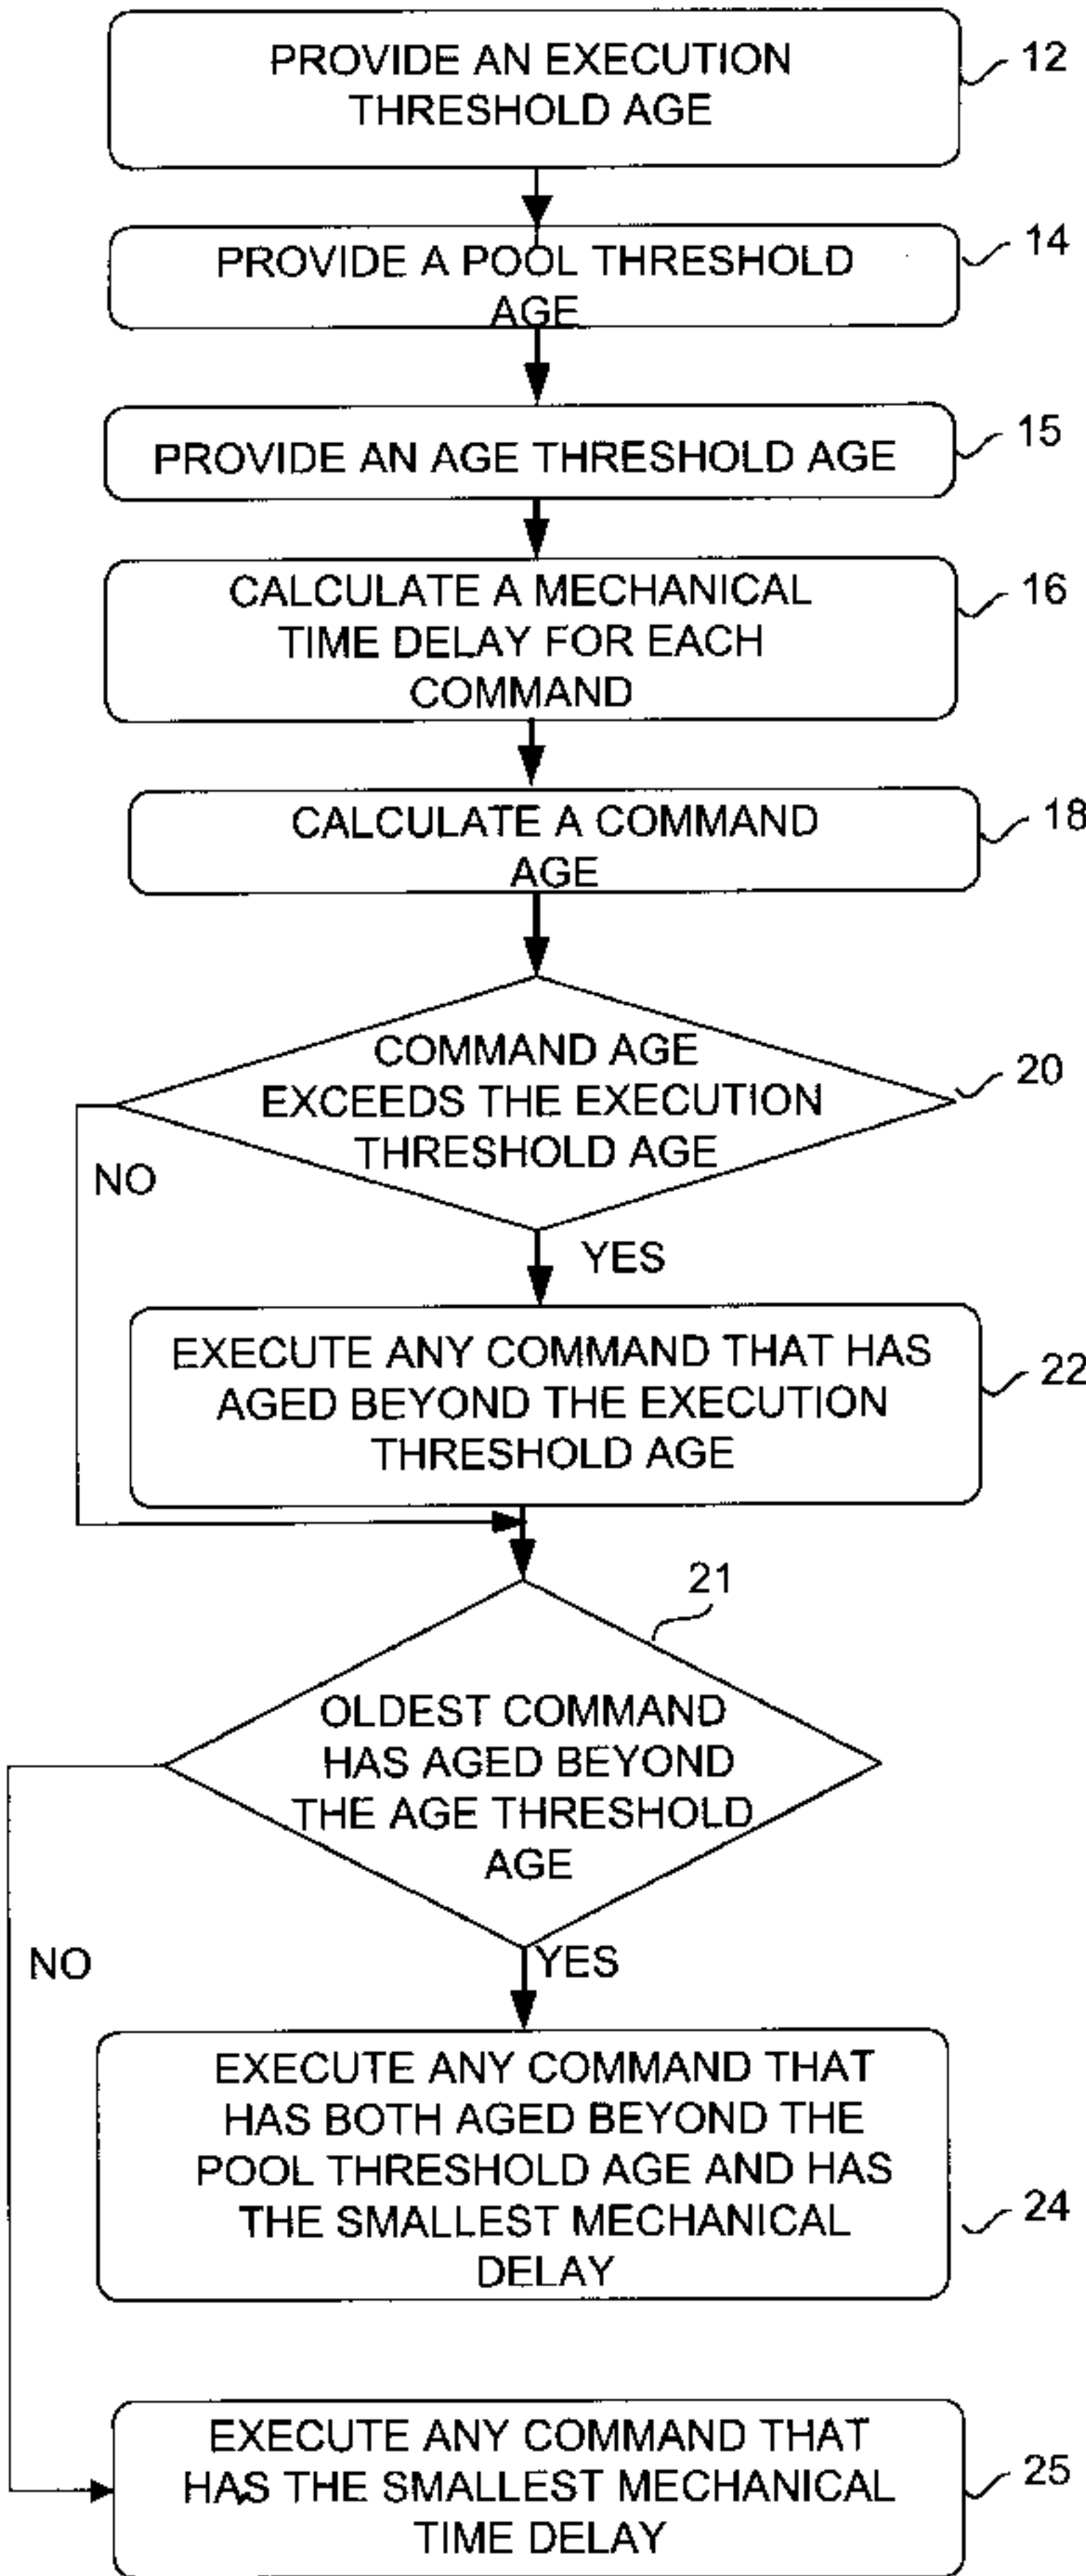 PROVIDE AN EXECUTION
THRESHOLD AGE
12
PROVIDE A POOL THRESHOLD
AGE
14
PROVIDE AN AGE THRESHOLD AGE
15
CALCULATE A MECHANICAL
TIME DELAY FOR EACH
COMMAND
16
CALCULATE A COMMAND
AGE
18
COMMAND AGE
EXCEEDS THE EXECUTION
THRESHOLD AGE
20
NO
YES
EXECUTE ANY COMMAND THAT HAS
AGED BEYOND THE EXECUTION
THRESHOLD AGE
22
21
OLDEST COMMAND
HAS AGED BEYOND
THE AGE THRESHOLD
AGE
NO
YES
EXECUTE ANY COMMAND THAT
HAS BOTH AGED BEYOND THE
POOL THRESHOLD AGE AND HAS
THE SMALLEST MECHANICAL
DELAY
24
EXECUTE ANY COMMAND THAT
HAS THE SMALLEST MECHANICAL
TIME DELAY
25